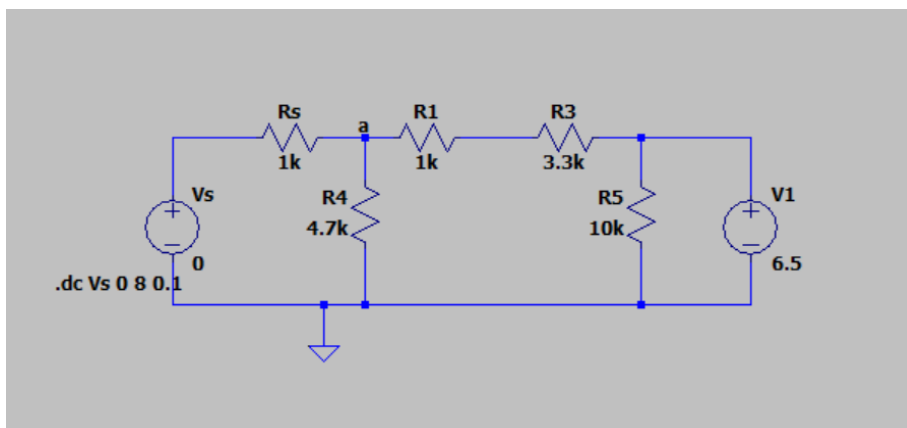 Rs
a
R1
R3
1k
1k
3.3k
Vs
R4
R5
V1
4.7k
10k
0
6.5
.dc Vs 0 8 0.1